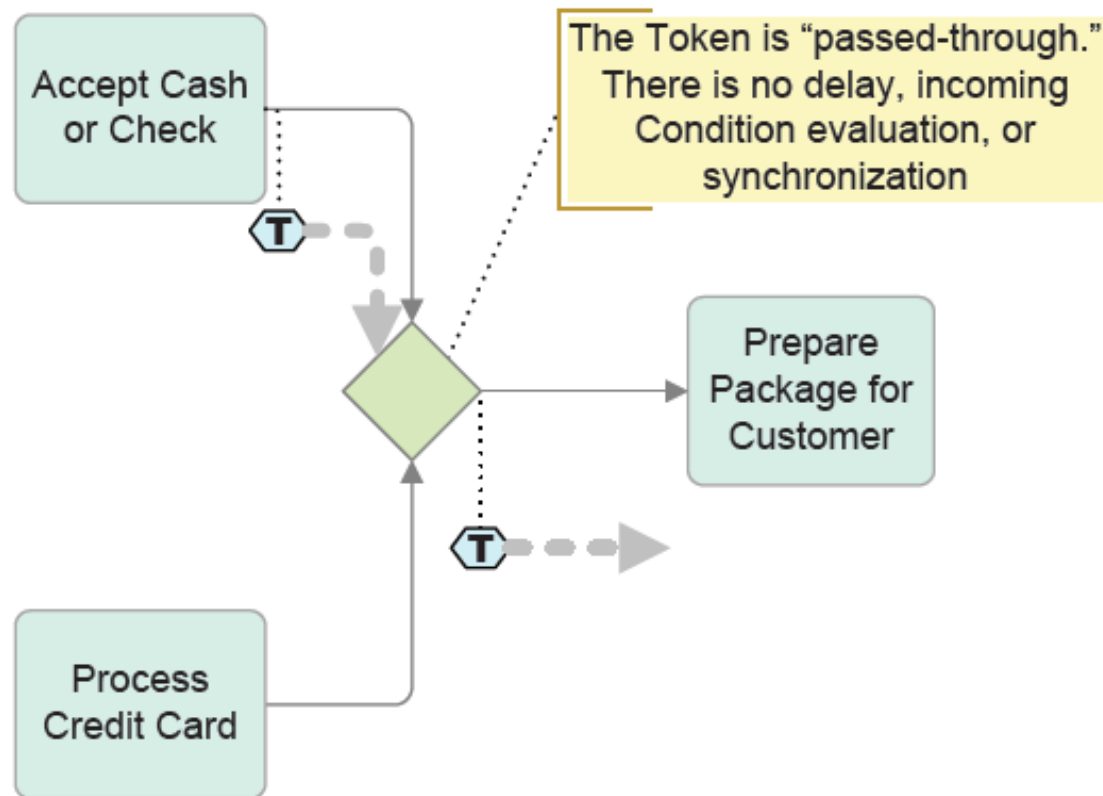 Accept Cash
or Check
The Token is “passed-through.”
There is no delay, incoming
Condition evaluation, or
synchronization
T
Prepare
Package for
Customer
T
Process
Credit Card